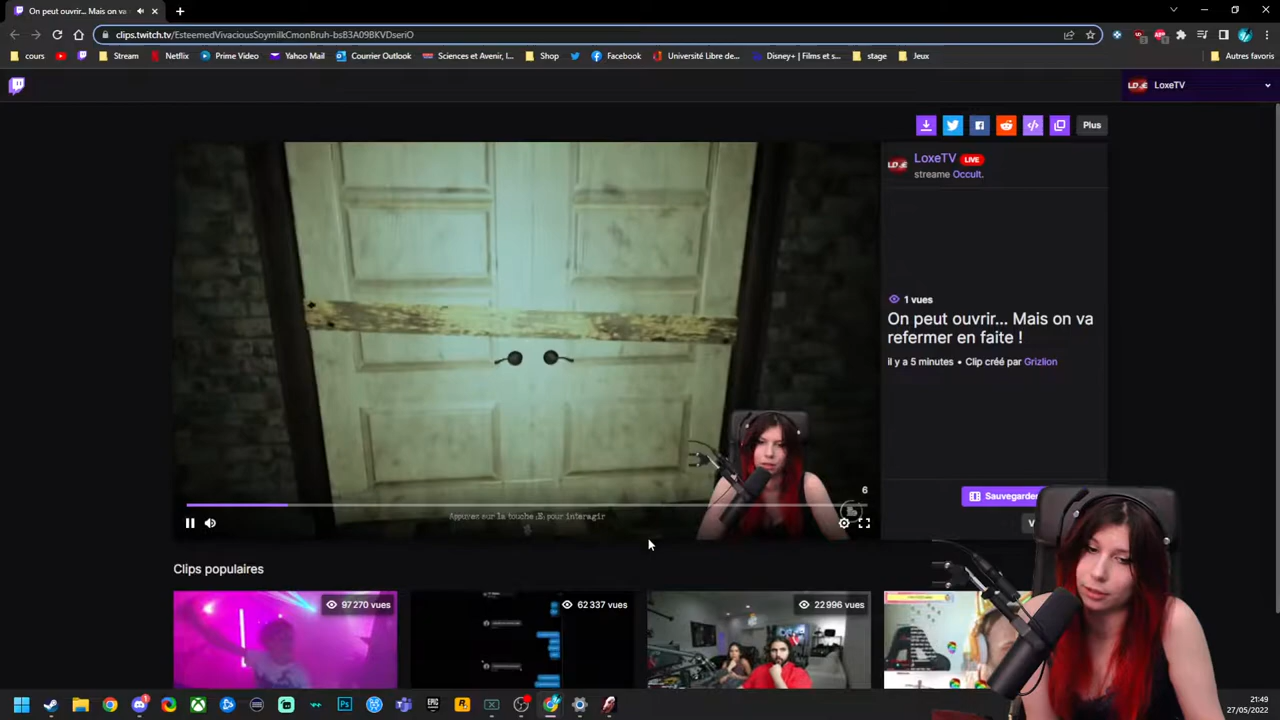 On peut ouvrir... Mais on va
clips.twitch.tv/EsteemedVivaciousSoymilkCmonBruh-bsB3A09BKVDseriO
cours
Stream
Netflix
Prime Video
Yahoo Mail
Courrier Outlook
Sciences et Avenir, l...
Shop
Facebook
Université Libre de...
Disney+ | Films et s...
stage
Jeux
Autres favoris
LoxeTV
Plus
LoxeTV LIVE
streame Occult.
1 vues
On peut ouvrir... Mais on va
refermer en faite !
il y a 5 minutes • Clip créé par Grizlion
6
Sauvegarder
Appuyez sur la touche :E: pour interagir
Clips populaires
97 270 vues
62 337 vues
22 996 vues
21:49
27/05/2022